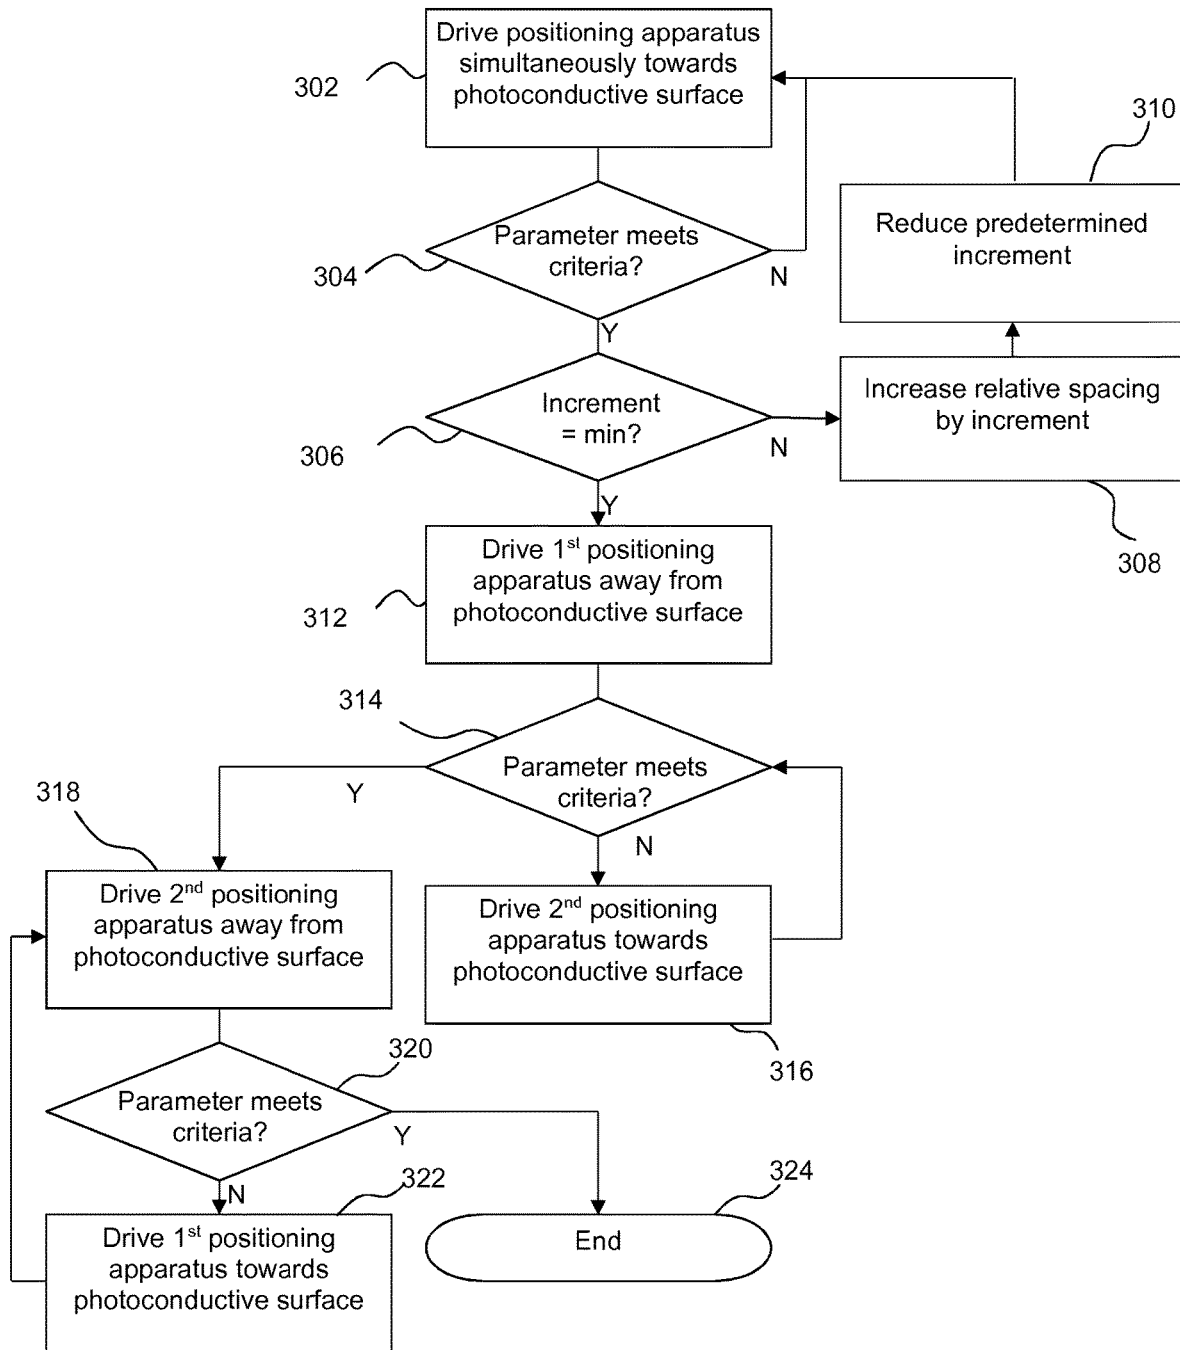 Drive positioning apparatus
simultaneously towards
photoconductive surface
302
310
Reduce predetermined
increment
Parameter meets
criteria?
304
N
Y
Increase relative spacing
by increment
Increment
= min?
306
N
Y
308
Drive 1st positioning
apparatus away from
photoconductive surface
312
314
Parameter meets
criteria?
Y
N
318
Drive 2nd positioning
apparatus away from
photoconductive surface
Drive 2nd positioning
apparatus towards
photoconductive surface
316
320
Parameter meets
criteria?
Y
N
322
324
Drive 1st positioning
apparatus towards
photoconductive surface
End